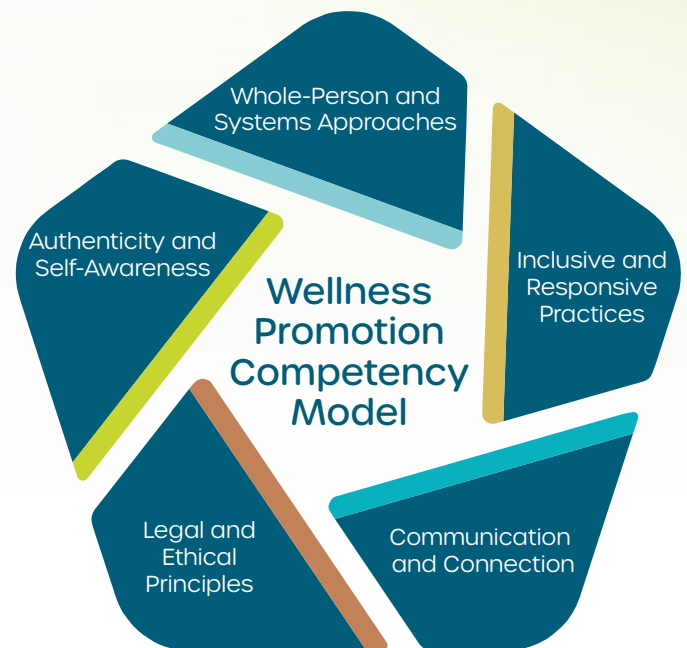 Whole-Person and
Systems Approaches
Inclusive and
Responsive
Practices
Communication
and Connection
Legal and
Ethical
Principles
Authenticity and
Self-Awareness
Wellness
Promotion
Competency
Model